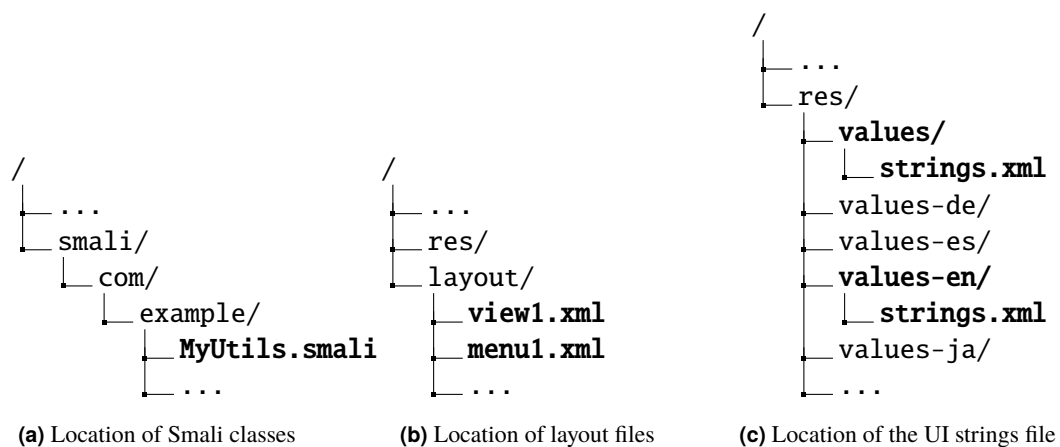 /
...
smali/
com/
example/
MyUtils.smali
...
(a) Location of Smali classes
/
...
res/
layout/
view1.xml
menu1.xml
...
(b) Location of layout files
/
...
res/
values/
strings.xml
values-de/
values-es/
values-en/
strings.xml
values-ja/
...
(c) Location of the UI strings file